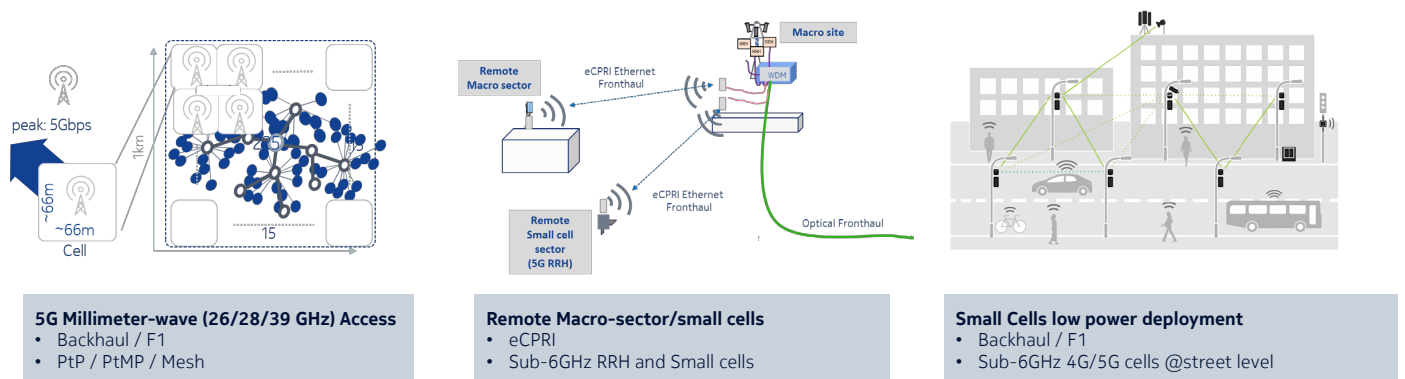 peak: 5Gbps
1km
~66m
~66m
Cell
15
Remote
Macro sector
eCPRI Ethernet
Fronthaul
Macro site
RRH
RRH
RRH
WDM
eCPRI Ethernet
Fronthaul
Remote
Small cell
sector
(5G RRH)
Optical Fronthaul
5G Millimeter-wave (26/28/39 GHz) Access
• Backhaul / F1
• PtP / PtMP / Mesh
Remote Macro-sector/small cells
• eCPRI
• Sub-6GHz RRH and Small cells
Small Cells low power deployment
• Backhaul / F1
• Sub-6GHz 4G/5G cells @street level